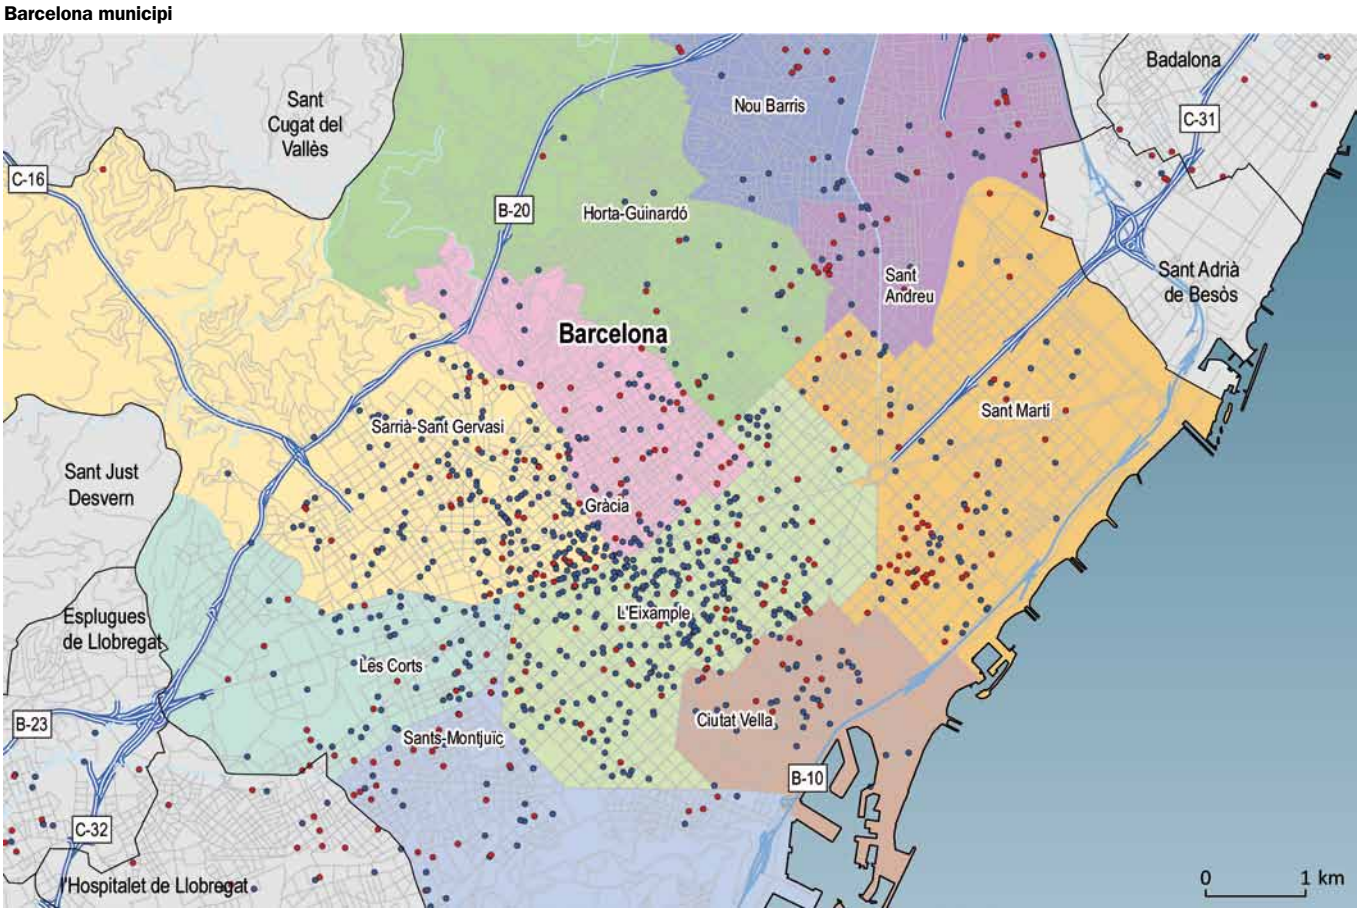 Barcelona municipi
Badalona
Sant
Cugat del
Vallès
Nou Barris
C-31
C-16
B-20
Horta-Guinardó
Sant
Andreu
Sant Adrià
de Besòs
Barcelona
Sant Martí
Sarrià-Sant Gervasi
Sant Just
Desvern
Gràcia
L'Eixample
Esplugues
de Llobregat
Les Corts
B-23
Ciutat Vella
Sants-Montjuïc
B-10
C-32
l'Hospitalet de Llobregat
0 1 km